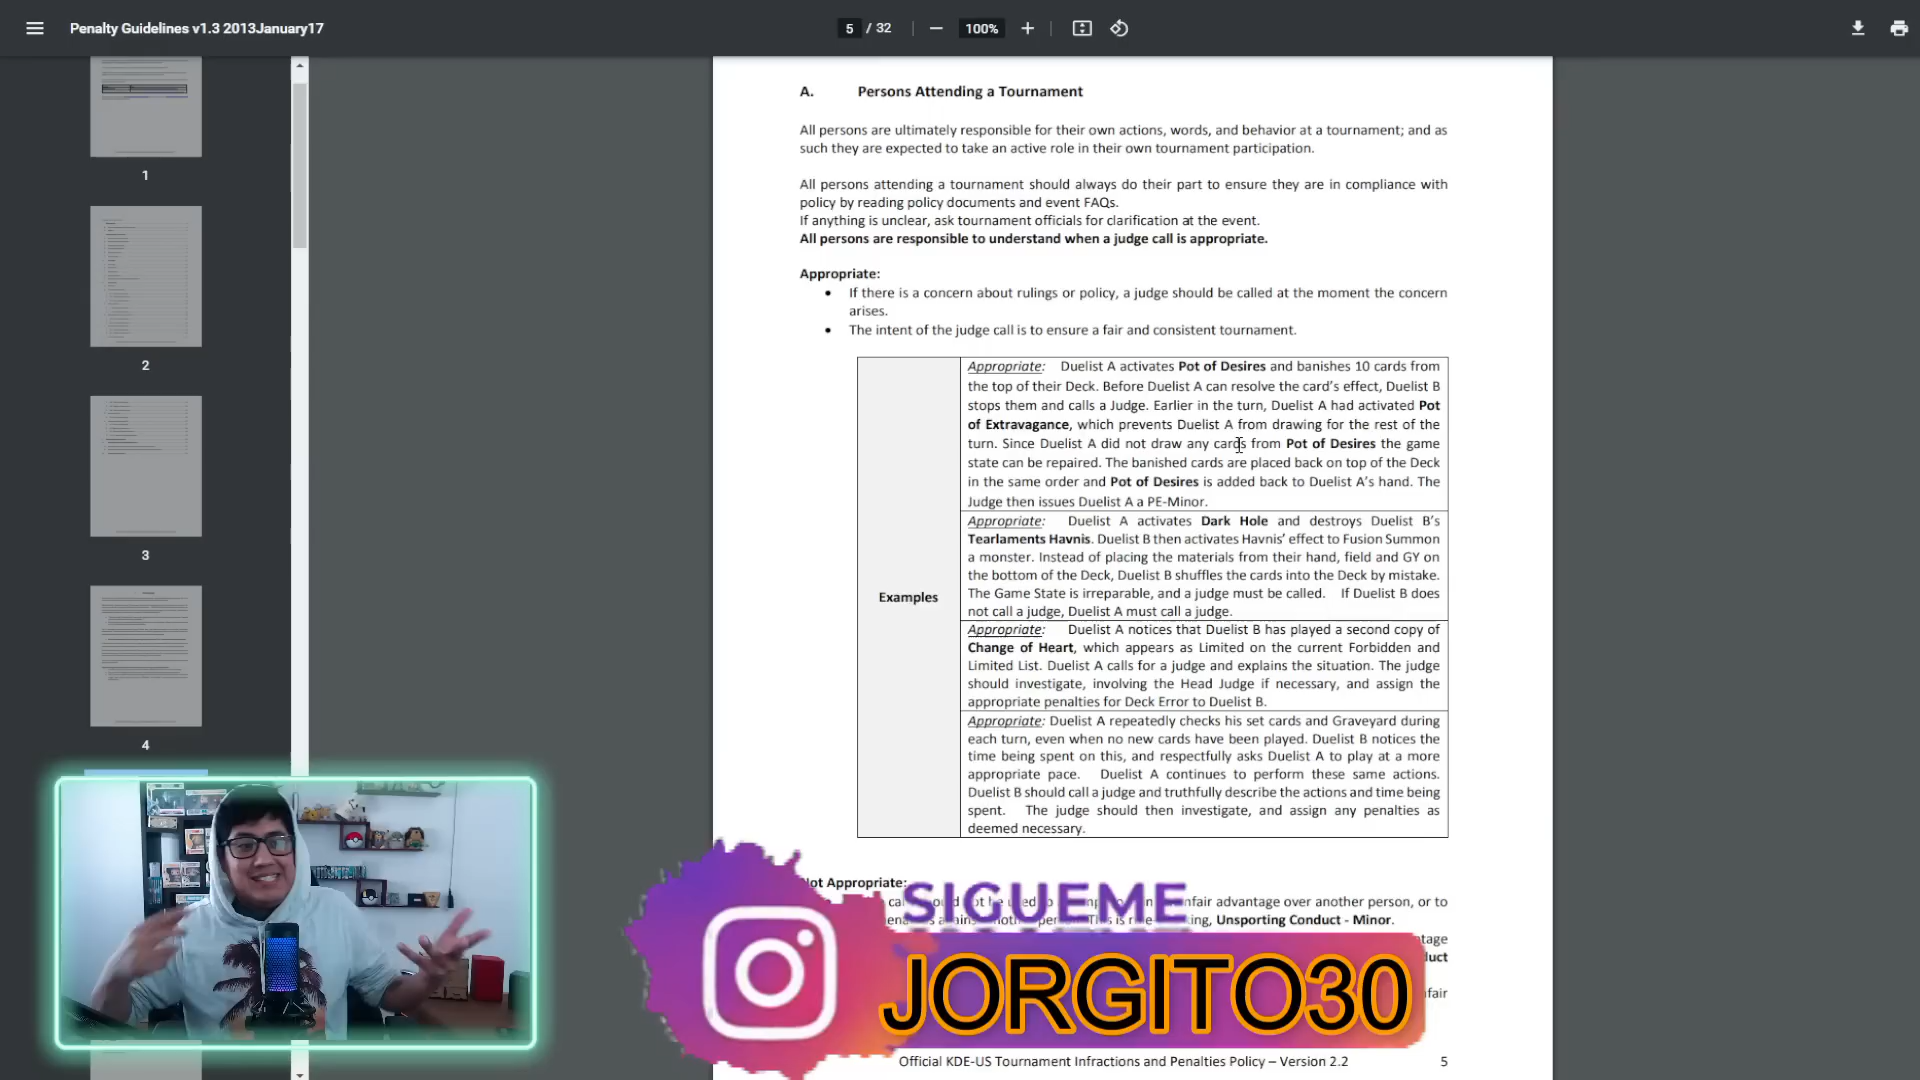 Penalty Guidelines v1.3 2013January17
5 / 32
100%
1
2
3
4
A. Persons Attending a Tournament
All persons are ultimately responsible for their own actions, words, and behavior at a tournament; and as
such they are expected to take an active role in their own tournament participation.
All persons attending a tournament should always do their part to ensure they are in compliance with
policy by reading policy documents and event FAQs.
If anything is unclear, ask tournament officials for clarification at the event.
All persons are responsible to understand when a judge call is appropriate.
Appropriate:
• If there is a concern about rulings or policy, a judge should be called at the moment the concern
arises.
• The intent of the judge call is to ensure a fair and consistent tournament.
Examples
Appropriate: Duelist A activates Pot of Desires and banishes 10 cards from
the top of their Deck. Before Duelist A can resolve the card's effect, Duelist B
stops them and calls a Judge. Earlier in the turn, Duelist A had activated Pot
of Extravagance, which prevents Duelist A from drawing for the rest of the
turn. Since Duelist A did not draw any cards from Pot of Desires the game
state can be repaired. The banished cards are placed back on top of the Deck
in the same order and Pot of Desires is added back to Duelist A's hand. The
Judge then issues Duelist A a PE-Minor.
Appropriate: Duelist A activates Dark Hole and destroys Duelist B's
Tearlaments Havnis. Duelist B then activates Havnis' effect to Fusion Summon
a monster. Instead of placing the materials from their hand, field and GY on
the bottom of the Deck, Duelist B shuffles the cards into the Deck by mistake.
The Game State is irreparable, and a judge must be called. If Duelist B does
not call a judge, Duelist A must call a judge.
Appropriate: Duelist A notices that Duelist B has played a second copy of
Change of Heart, which appears as Limited on the current Forbidden and
Limited List. Duelist A calls for a judge and explains the situation. The judge
should investigate, involving the Head Judge if necessary, and assign the
appropriate penalties for Deck Error to Duelist B.
Appropriate: Duelist A repeatedly checks his set cards and Graveyard during
each turn, even when no new cards have been played. Duelist B notices the
time being spent on this, and respectfully asks Duelist A to play at a more
appropriate pace. Duelist A continues to perform these same actions.
Duelist B should call a judge and truthfully describe the actions and time being
spent. The judge should then investigate, and assign any penalties as
deemed necessary.
Not Appropriate:
advantage over another person, or to
Unsporting Conduct - Minor.
SIGUEME
JORGITO30
Official KDE-US Tournament Infractions and Penalties Policy – Version 2.2
5